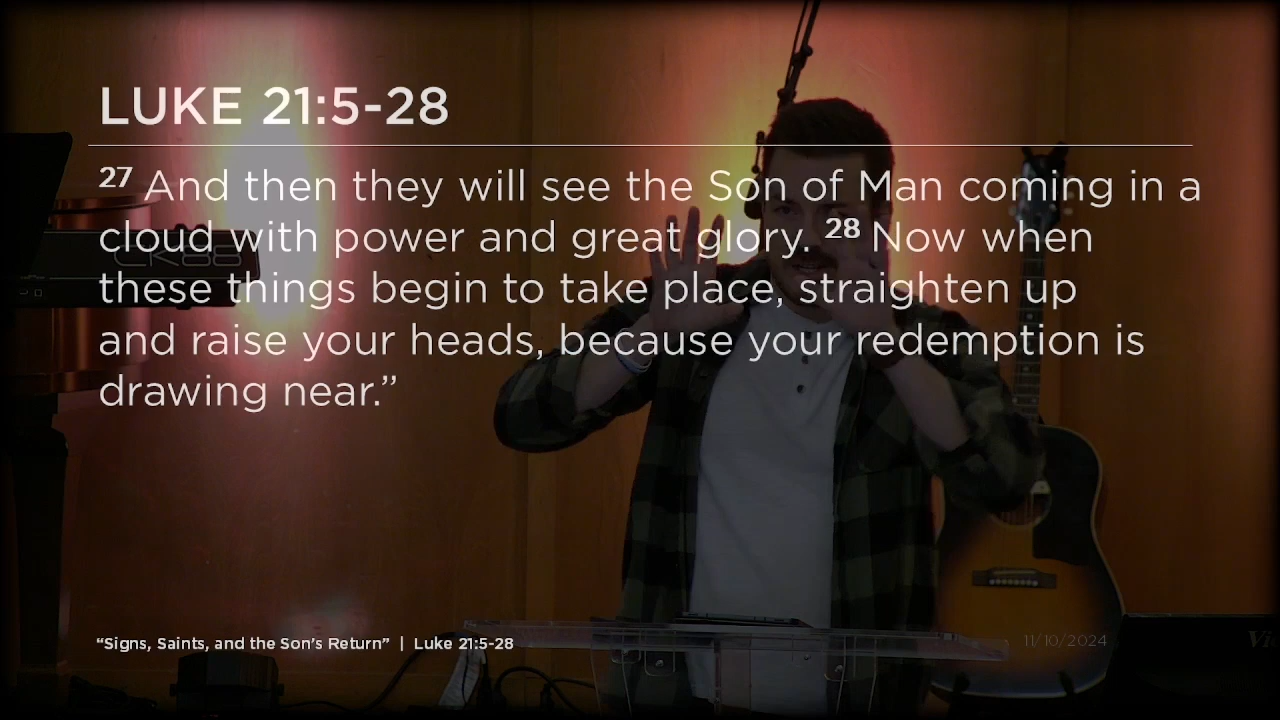 LUKE 21:5-28
27 And then they will see the Son of Man coming in a
cloud with power and great glory. 28 Now when
these things begin to take place, straighten up
and raise your heads, because your redemption is
drawing near.”
CK88
“Signs, Saints, and the Son’s Return” | Luke 21:5-28
11/10/2024